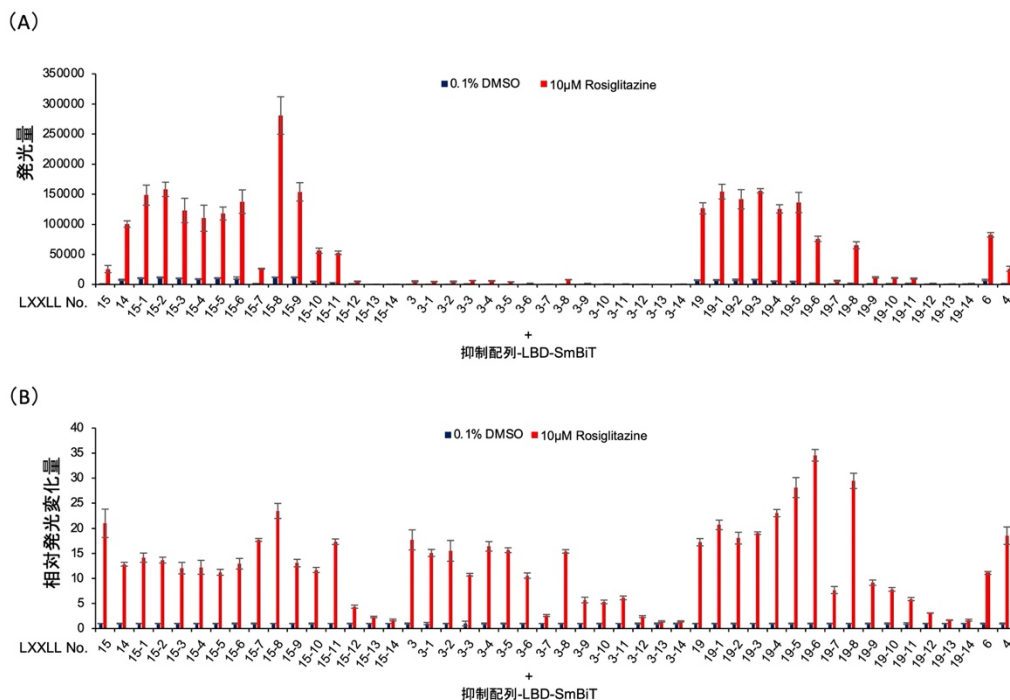 (A)
350000
300000
250000
200000
150000
100000
50000
0
発光量
0.1% DMSO 10μM Rosiglitazine
LXXLL No. 15 14 15-1 15-2 15-3 15-4 15-5 15-6 15-7 15-8 15-9 15-10 15-11 15-12 15-13 15-14 3 3-1 3-2 3-3 3-4 3-5 3-6 3-7 3-8 3-9 3-10 3-11 3-12 3-13 3-14 19 19-1 19-2 19-3 19-4 19-5 19-6 19-7 19-8 19-9 19-10 19-11 19-12 19-13 19-14 6 4
+
抑制配列-LBD-SmBiT
(B)
40
35
30
25
20
15
10
5
0
相対発光変化量
0.1% DMSO 10μM Rosiglitazine
LXXLL No. 15 14 15-1 15-2 15-3 15-4 15-5 15-6 15-7 15-8 15-9 15-10 15-11 15-12 15-13 15-14 3 3-1 3-2 3-3 3-4 3-5 3-6 3-7 3-8 3-9 3-10 3-11 3-12 3-13 3-14 19 19-1 19-2 19-3 19-4 19-5 19-6 19-7 19-8 19-9 19-10 19-11 19-12 19-13 19-14 6 4
+
抑制配列-LBD-SmBiT